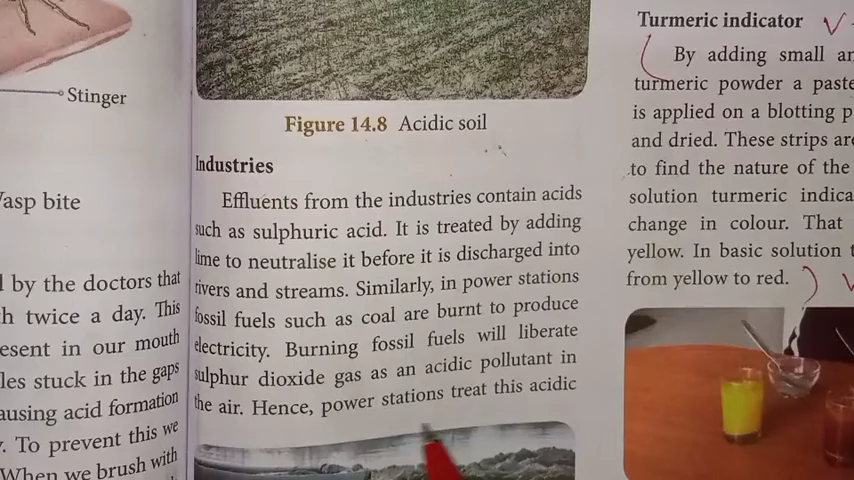 Stinger
Wasp bite
by the doctors that
twice a day. This
present in our mouth
stuck in the gaps
acid formation
To prevent this we
When we brush with
Figure 14.8 Acidic soil
Industries
Effluents from the industries contain acids
such as sulphuric acid. It is treated by adding
lime to neutralise it before it is discharged into
rivers and streams. Similarly, in power stations
fossil fuels such as coal are burnt to produce
electricity. Burning fossil fuels will liberate
sulphur dioxide gas as an acidic pollutant in
the air. Hence, power stations treat this acidic
Turmeric indicator
By adding small
turmeric powder a paste
is applied on a blotting
and dried. These strips are
to find the nature of the
solution turmeric
change in colour. That
yellow. In basic solution
from yellow to red.